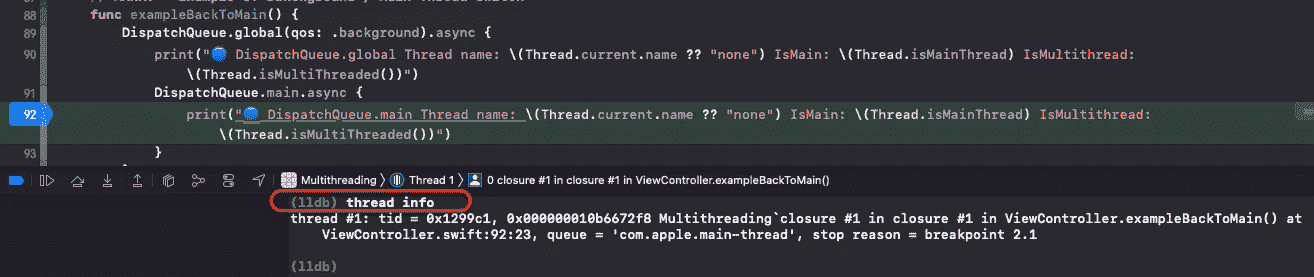 88 func exampleBackToMain() {
89 DispatchQueue.global(qos: .background).async {
90 print("🔵 DispatchQueue.global Thread name: \(Thread.current.name ?? "none") IsMain: \(Thread.isMainThread) IsMultithread:
\(Thread.isMultiThreaded())")
91 DispatchQueue.main.async {
92 print("🔵 DispatchQueue.main Thread name: \(Thread.current.name ?? "none") IsMain: \(Thread.isMainThread) IsMultithread:
\(Thread.isMultiThreaded())")
93 }
Multithreading 〉 Thread 1 〉 0 closure #1 in closure #1 in ViewController.exampleBackToMain()
(lldb) thread info
thread #1: tid = 0x1299c1, 0x000000010b6672f8 Multithreading`closure #1 in closure #1 in ViewController.exampleBackToMain() at
ViewController.swift:92:23, queue = 'com.apple.main-thread', stop reason = breakpoint 2.1
(lldb)